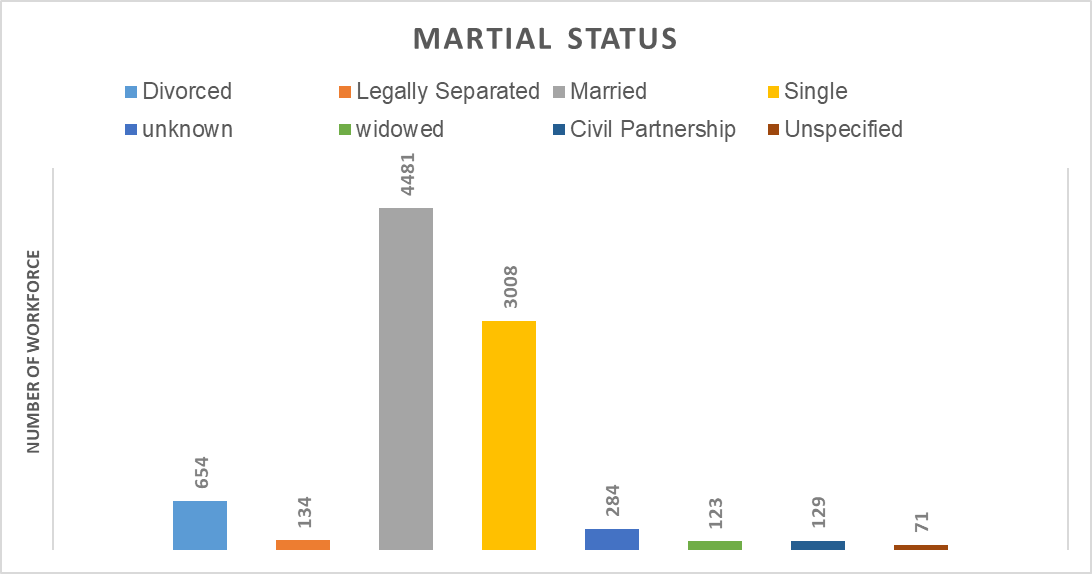 MARTIAL STATUS
Divorced
Legally Separated
Married
Single
unknown
widowed
Civil Partnership
Unspecified
NUMBER OF WORKFORCE
654
134
4481
3008
284
123
129
71